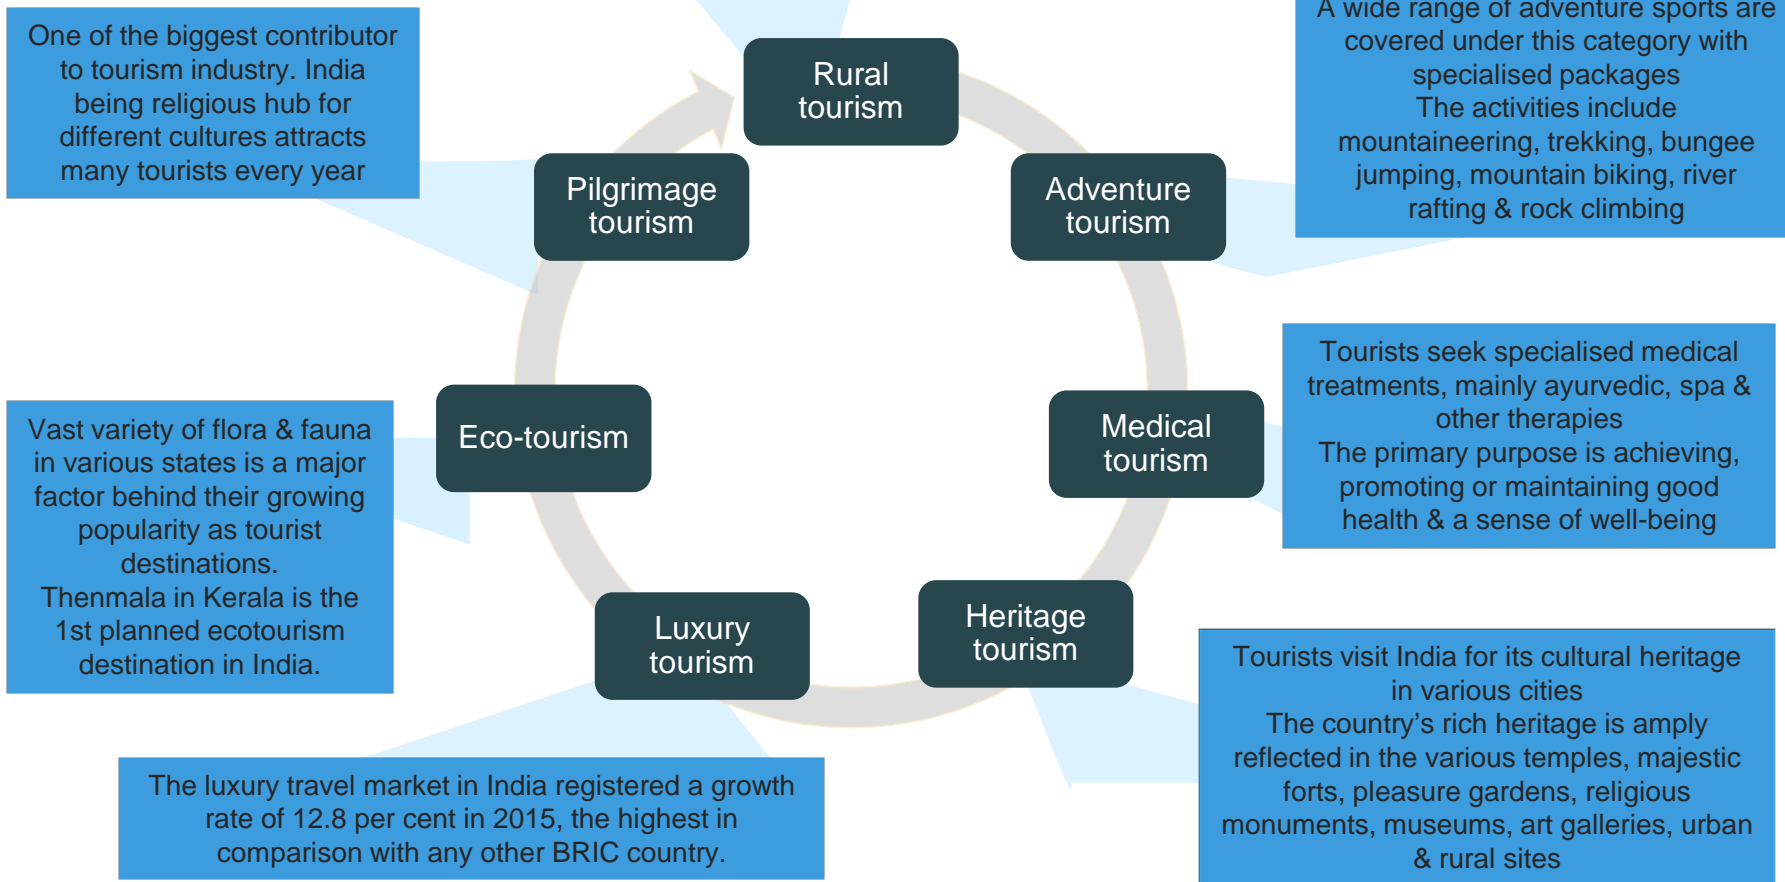 One of the biggest contributor
to tourism industry. India
being religious hub for
different cultures attracts
many tourists every year
Rural
tourism
A wide range of adventure sports are
covered under this category with
specialised packages
The activities include
mountaineering, trekking, bungee
jumping, mountain biking, river
rafting & rock climbing
Pilgrimage
tourism
Adventure
tourism
Tourists seek specialised medical
treatments, mainly ayurvedic, spa &
other therapies
The primary purpose is achieving,
promoting or maintaining good
health & a sense of well-being
Eco-tourism
Medical
tourism
Vast variety of flora & fauna
in various states is a major
factor behind their growing
popularity as tourist
destinations.
Thenmala in Kerala is the
1st planned ecotourism
destination in India.
Luxury
tourism
Heritage
tourism
Tourists visit India for its cultural heritage
in various cities
The country’s rich heritage is amply
reflected in the various temples, majestic
forts, pleasure gardens, religious
monuments, museums, art galleries, urban
& rural sites
The luxury travel market in India registered a growth
rate of 12.8 per cent in 2015, the highest in
comparison with any other BRIC country.